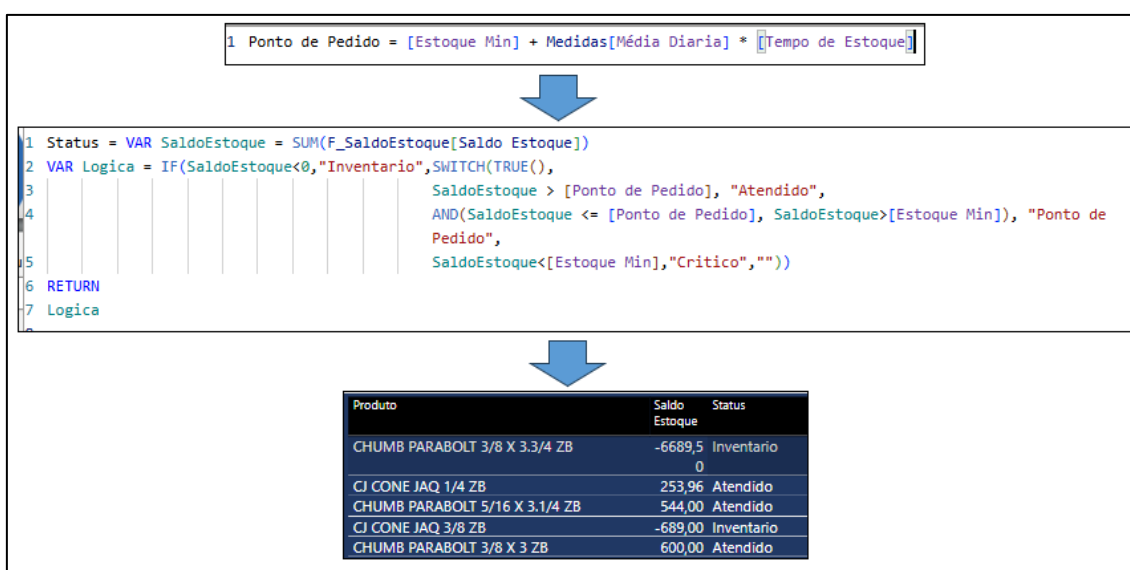 1 Ponto de Pedido = [Estoque Min] + Medidas[Média Diaria] * [Tempo de Estoque]
1 Status = VAR SaldoEstoque = SUM(F_SaldoEstoque[Saldo Estoque])
2 VAR Logica = IF(SaldoEstoque<0,"Inventario",SWITCH(TRUE(),
3 SaldoEstoque > [Ponto de Pedido], "Atendido",
4 AND(SaldoEstoque <= [Ponto de Pedido], SaldoEstoque>[Estoque Min]), "Ponto de
Pedido",
5 SaldoEstoque<[Estoque Min],"Critico",""))
6 RETURN
7 Logica
Produto Saldo Status
Estoque
CHUMB PARABOLT 3/8 X 3.3/4 ZB -6689,5 Inventario
0
CJ CONE JAQ 1/4 ZB 253,96 Atendido
CHUMB PARABOLT 5/16 X 3.1/4 ZB 544,00 Atendido
CJ CONE JAQ 3/8 ZB -689,00 Inventario
CHUMB PARABOLT 3/8 X 3 ZB 600,00 Atendido